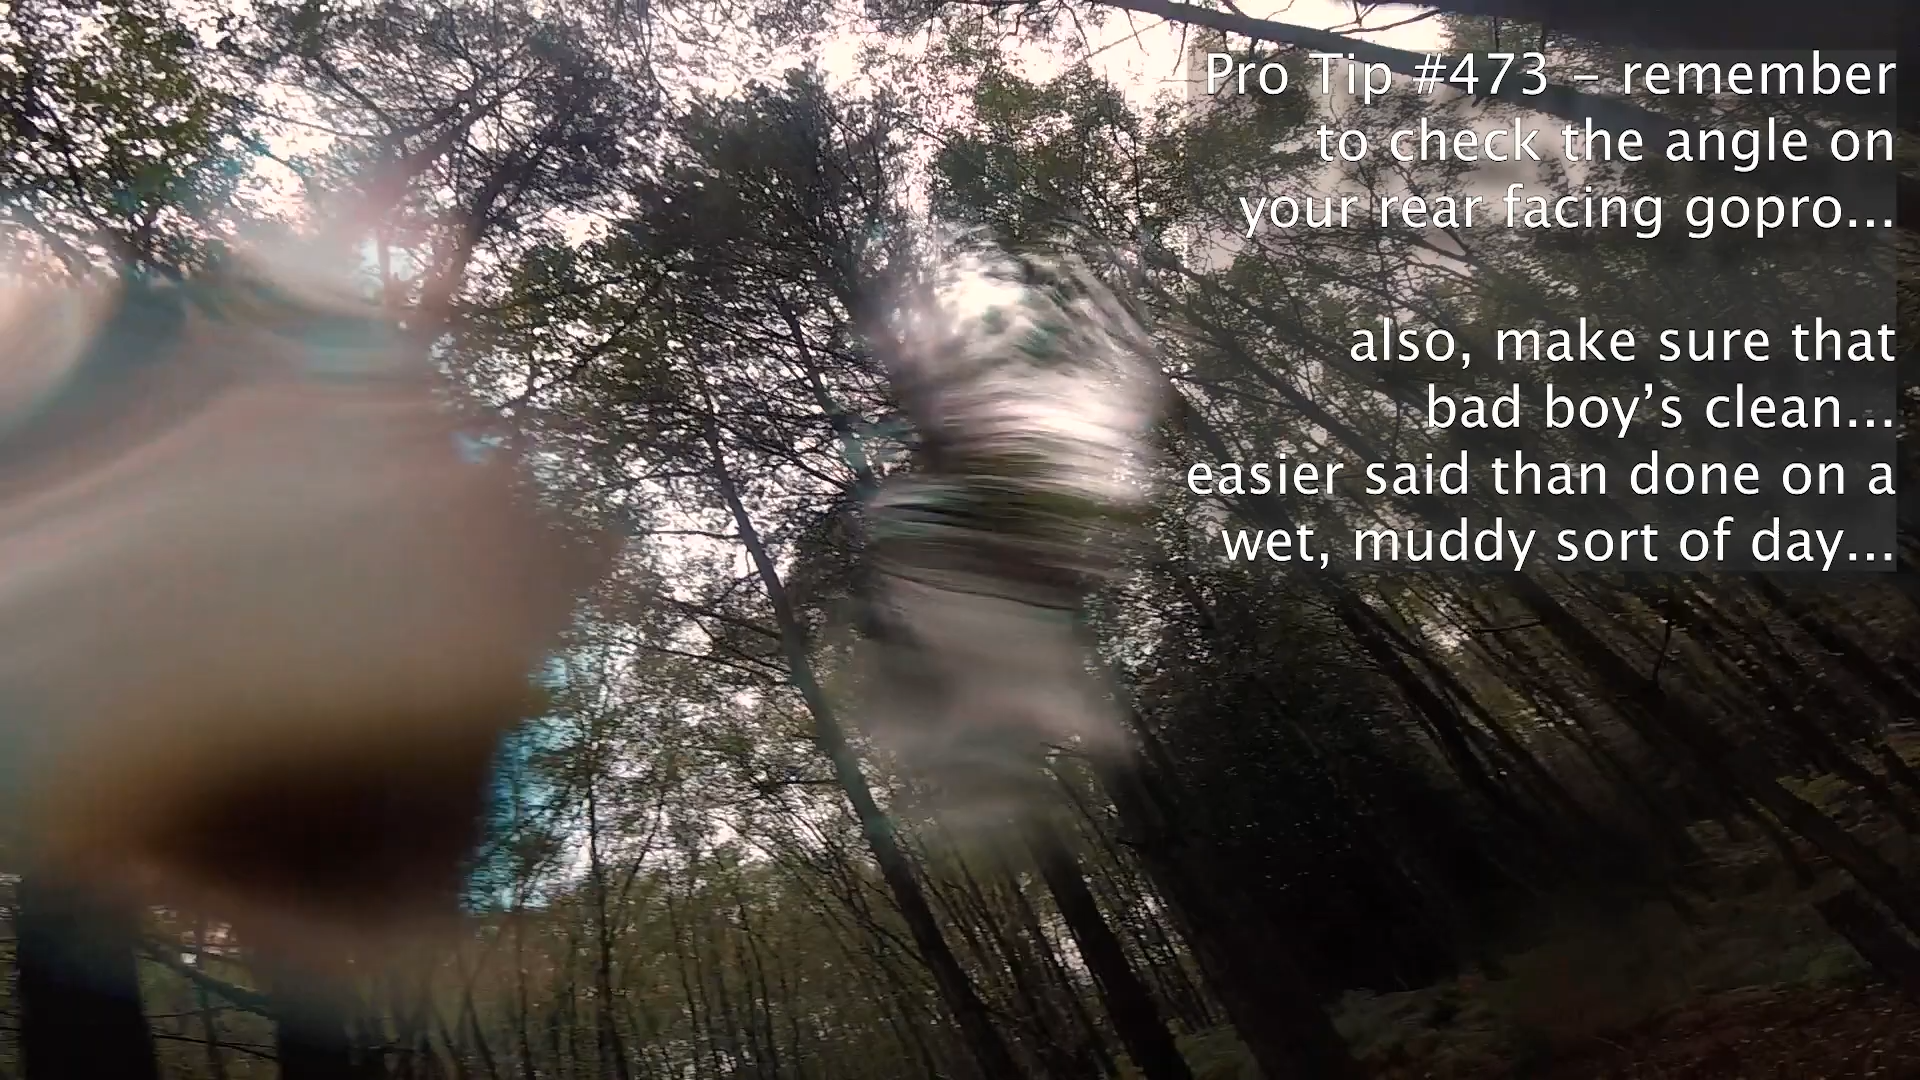 Pro Tip #473 – remember
to check the angle on
your rear facing gopro...
also, make sure that
bad boy’s clean...
easier said than done on a
wet, muddy sort of day...